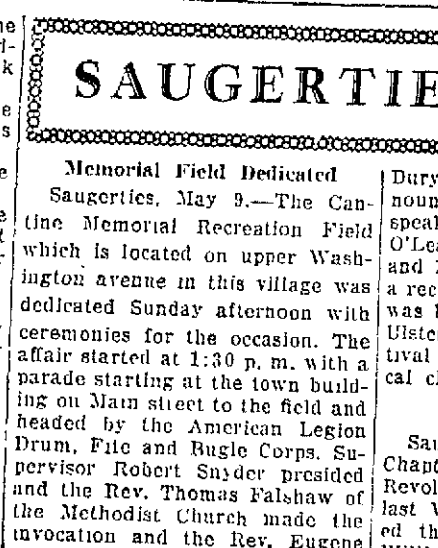 SAUGERTIE
Memorial Field Dedicated
Saugerties, May 9.—The Can-
tine Memorial Recreation Field
which is located on upper Wash-
ington avenue in this village was
dedicated Sunday afternoon with
ceremonies for the occasion. The
affair started at 1:30 p. m. with a
parade starting at the town build-
ing on Main street to the field and
headed by the American Legion
Drum, Fife and Bugle Corps. Su-
pervisor Robert Snyder presided
and the Rev. Thomas Falshaw of
the Methodist Church made the
invocation and the Rev. Eugene
Dury
noun
speak
O'Lea
and
a rec
was
Ulste
tival
cal c
Sau
Chapt
Revol
last
ed th